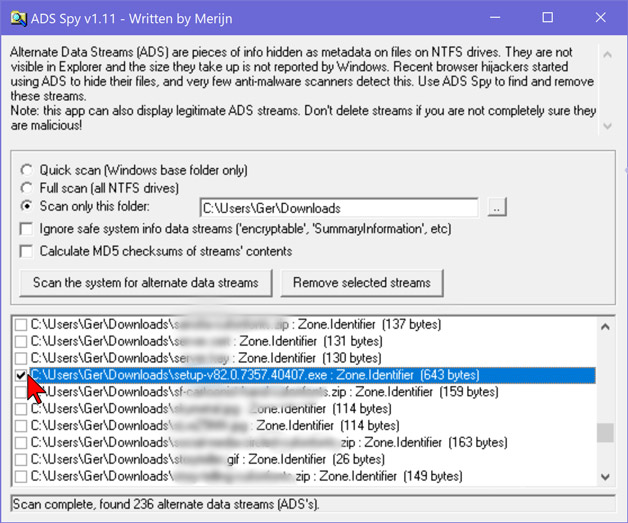 ADS Spy v1.11 - Written by Merijn
Alternate Data Streams (ADS) are pieces of info hidden as metadata on files on NTFS drives. They are not
visible in Explorer and the size they take up is not reported by Windows. Recent browser hijackers started
using ADS to hide their files, and very few anti-malware scanners detect this. Use ADS Spy to find and remove
these streams.
Note: this app can also display legitimate ADS streams. Don't delete streams if you are not completely sure they
are malicious!
Quick scan (Windows base folder only)
Full scan (all NTFS drives)
Scan only this folder: C:\Users\Ger\Downloads ..
Ignore safe system info data streams ('encryptable', 'SummaryInformation', etc)
Calculate MD5 checksums of streams' contents
Scan the system for alternate data streams Remove selected streams
C:\Users\Ger\Downloads\ .zip : Zone.Identifier (137 bytes)
C:\Users\Ger\Downloads\ : Zone.Identifier (131 bytes)
C:\Users\Ger\Downloads\ : Zone.Identifier (130 bytes)
C:\Users\Ger\Downloads\setup-v82.0.7357.40407.exe : Zone.Identifier (643 bytes)
C:\Users\Ger\Downloads\ .zip : Zone.Identifier (159 bytes)
C:\Users\Ger\Downloads\ Zone.Identifier (114 bytes)
C:\Users\Ger\Downloads\ : Zone.Identifier (114 bytes)
C:\Users\Ger\Downloads\ .zip : Zone.Identifier (163 bytes)
C:\Users\Ger\Downloads\ .gif : Zone.Identifier (26 bytes)
C:\Users\Ger\Downloads\ .zip : Zone.Identifier (149 bytes)
Scan complete, found 236 alternate data streams (ADS's).